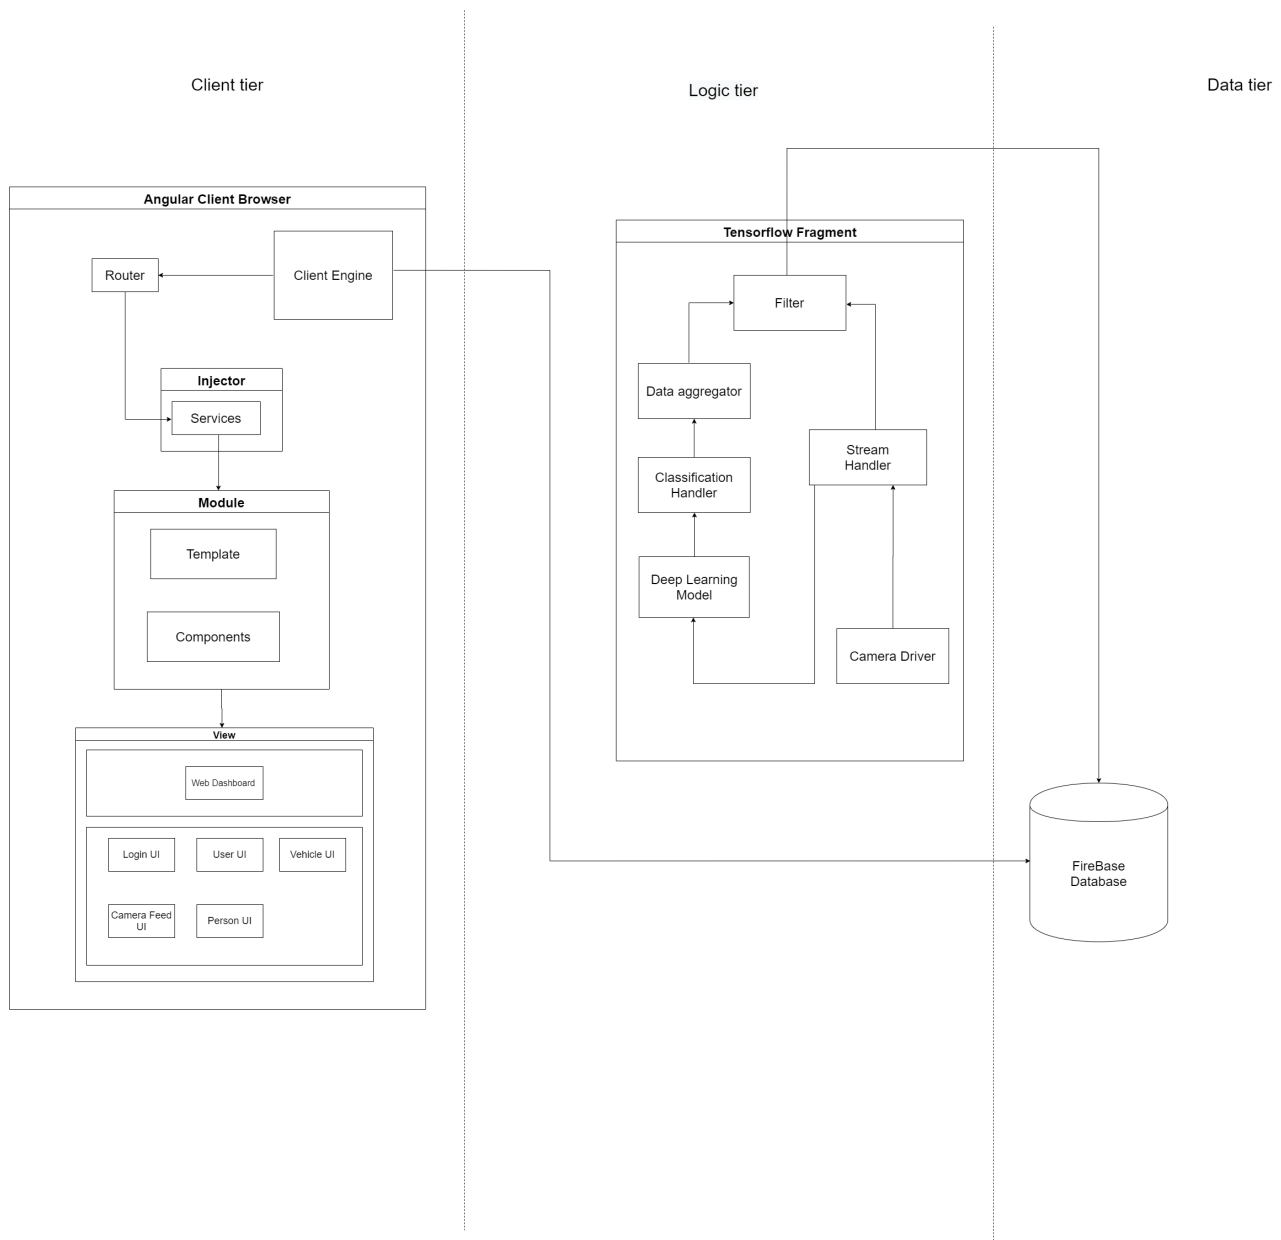 Client tier
Logic tier
Data tier
Angular Client Browser
Router
Client Engine
Injector
Services
Module
Template
Components
View
Web Dashboard
Login UI
User UI
Vehicle UI
Camera Feed
UI
Person UI
Tensorflow Fragment
Filter
Data aggregator
Stream
Handler
Classification
Handler
Deep Learning
Model
Camera Driver
FireBase
Database